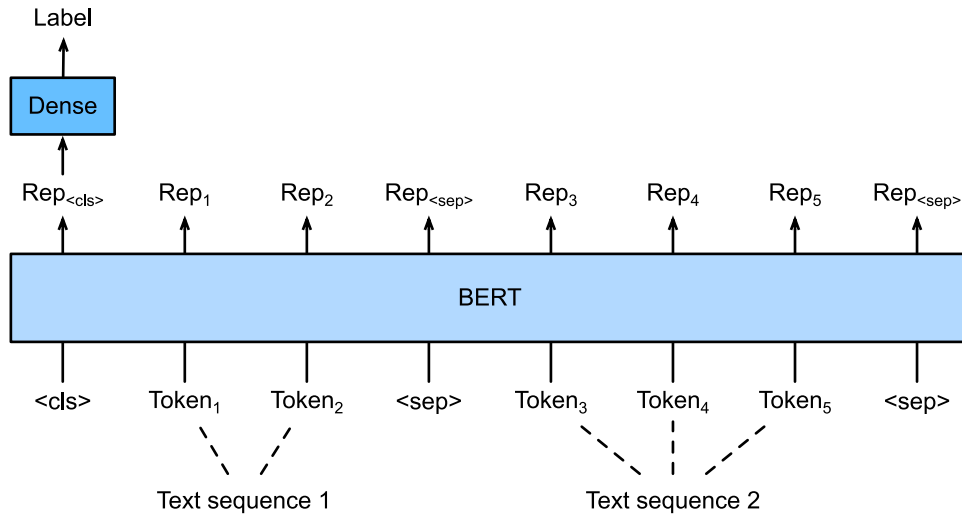 Label
Dense
Rep<cls> Rep1 Rep2 Rep<sep> Rep3 Rep4 Rep5 Rep<sep>
BERT
<cls> Token1 Token2 <sep> Token3 Token4 Token5 <sep>
Text sequence 1 Text sequence 2